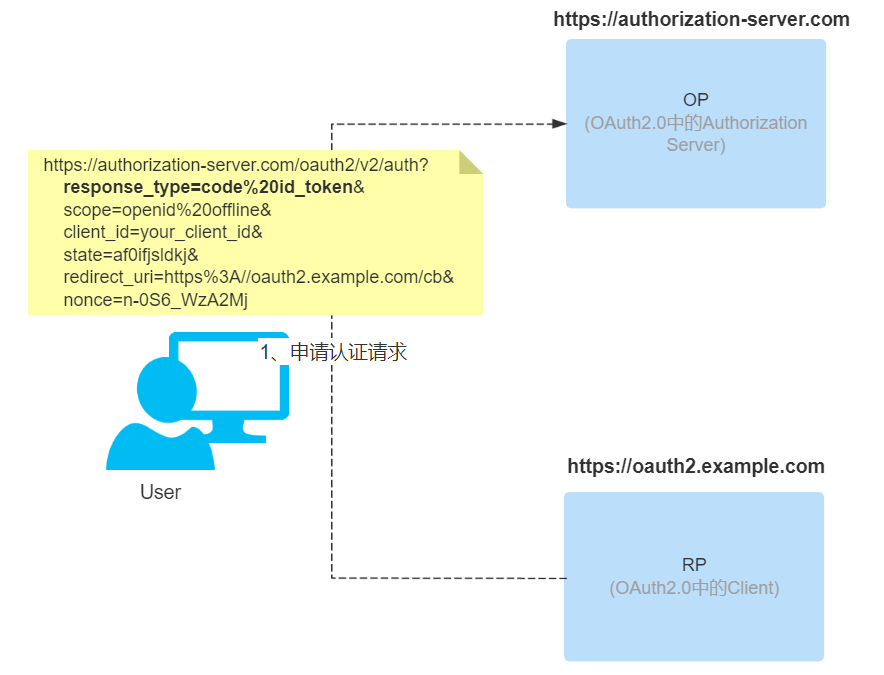 https://authorization-server.com
OP
(OAuth2.0中的Authorization
Server)
https://authorization-server.com/oauth2/v2/auth?
response_type=code%20id_token&
scope=openid%20offline&
client_id=your_client_id&
state=af0ifjsldkj&
redirect_uri=https%3A//oauth2.example.com/cb&
nonce=n-0S6_WzA2Mj
1、申请认证请求
User
https://oauth2.example.com
RP
(OAuth2.0中的Client)